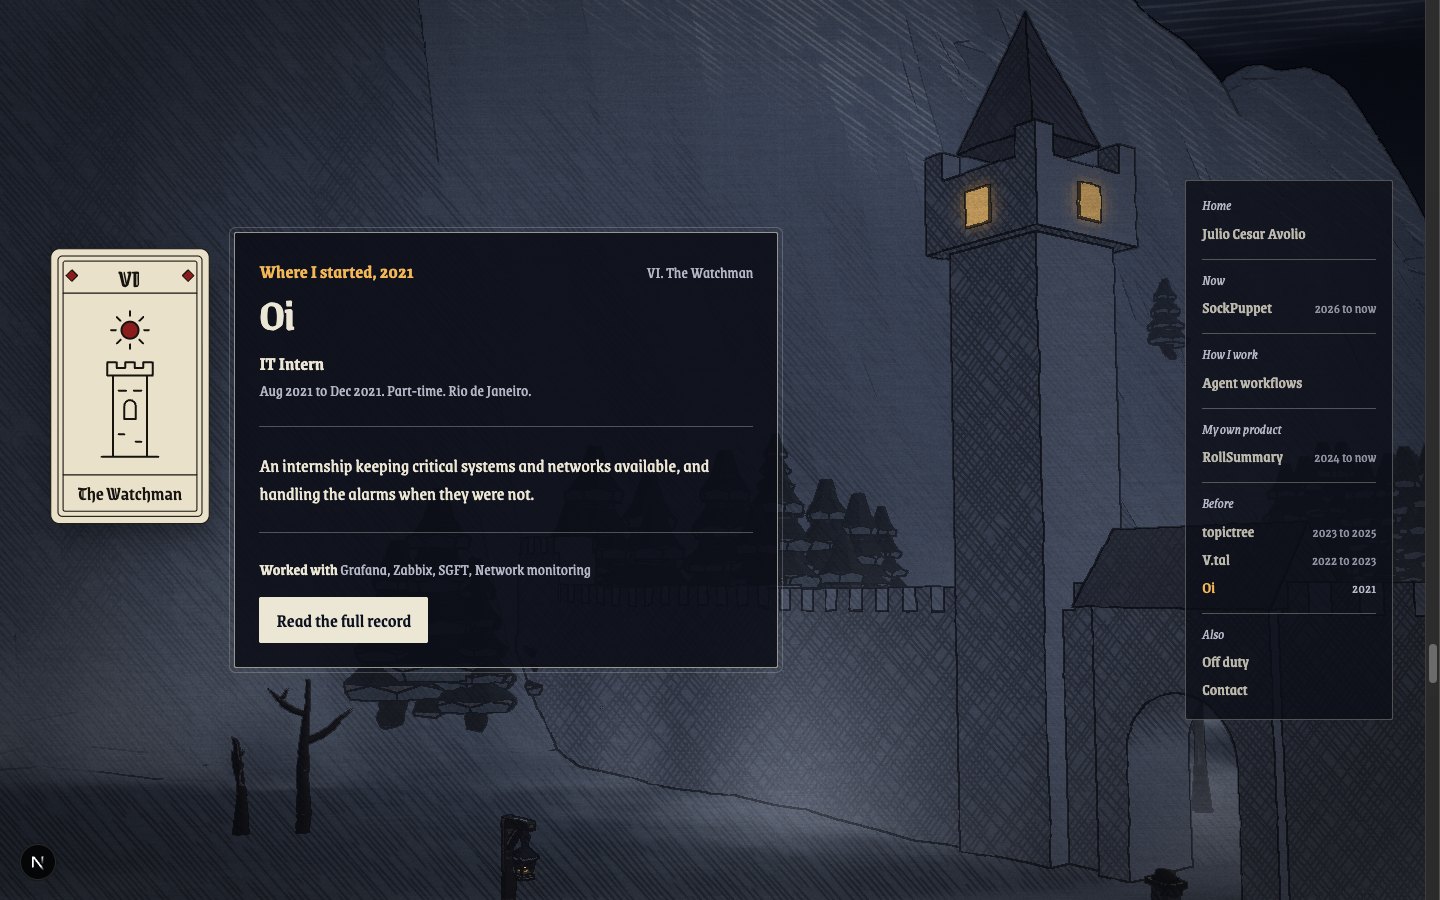 VI
The Watchman
Where I started, 2021
VI. The Watchman
Oi
IT Intern
Aug 2021 to Dec 2021. Part-time. Rio de Janeiro.
An internship keeping critical systems and networks available, and
handling the alarms when they were not.
Worked with Grafana, Zabbix, SGFT, Network monitoring
Read the full record
Home
Julio Cesar Avolio
Now
SockPuppet 2026 to now
How I work
Agent workflows
My own product
RollSummary 2024 to now
Before
topictree 2023 to 2025
V.tal 2022 to 2023
Oi 2021
Also
Off duty
Contact
N